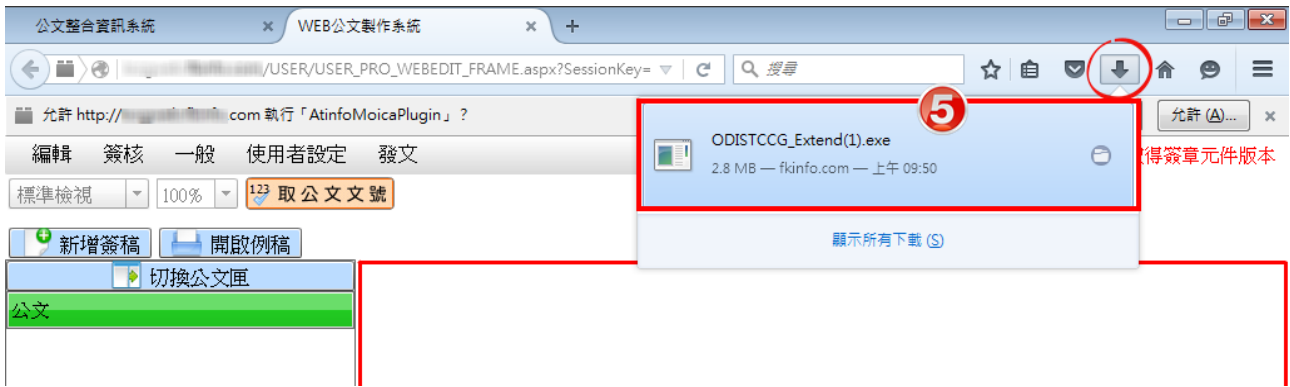 公文整合資訊系統 WEB公文製作系統
/USER/USER_PRO_WEBEDIT_FRAME.aspx?SessionKey= 搜尋
允許 http:// .com 執行「AtinfoMoicaPlugin」？ 允許(A)...
5
ODISTCCG_Extend(1).exe
2.8 MB — fkinfo.com — 上午 09:50
顯示所有下載(S)
編輯 簽核 一般 使用者設定 發文 得簽章元件版本
標準檢視 100% 123 取公文文號
新增簽稿 開啟例稿
切換公文匣
公文